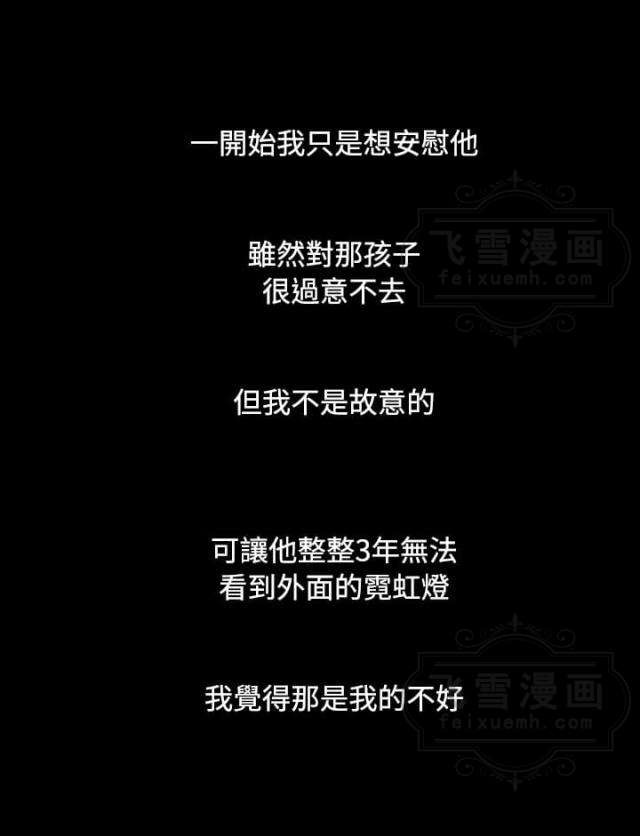 一開始我只是想安慰他
飞雪漫画
feixuemh.com
雖然對那孩子
很過意不去
但我不是故意的
可讓他整整3年無法
看到外面的霓虹燈
我覺得那是我的不好
飞雪漫画
feixuemh.com